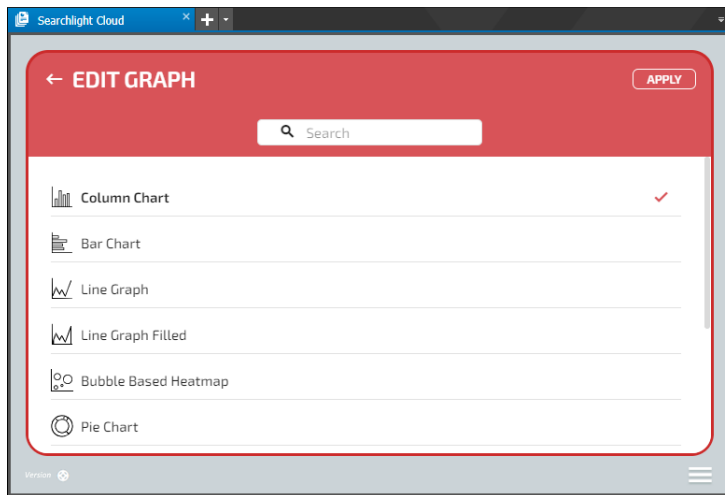 Searchlight Cloud
EDIT GRAPH
APPLY
Search
Column Chart
Bar Chart
Line Graph
Line Graph Filled
Bubble Based Heatmap
Pie Chart
Version